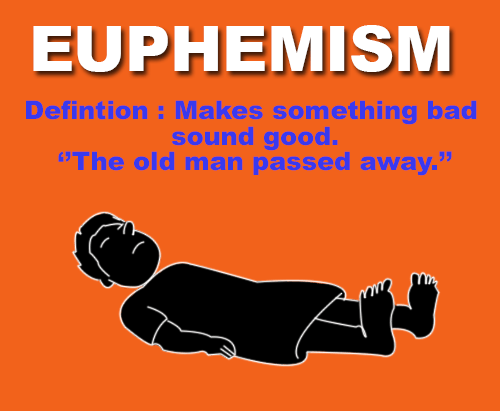 EUPHEMISM
Defintion : Makes something bad
sound good.
‘’The old man passed away.’’